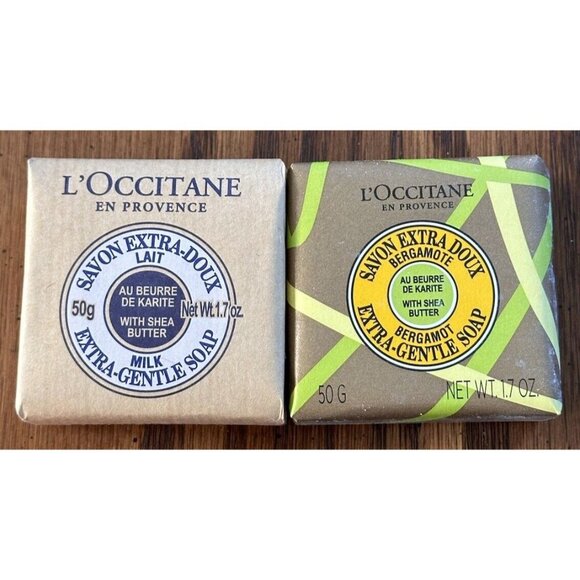 L'OCCITANE
EN PROVENCE
SAVON EXTRA-DOUX
LAIT
AU BEURRE
DE KARITE
50g
Net Wt. 1.7 oz.
WITH SHEA
BUTTER
MILK
EXTRA-GENTLE SOAP
L'OCCITANE
EN PROVENCE
SAVON EXTRA DOUX
BERGAMOTE
AU BEURRE
DE KARITE
WITH SHEA
BUTTER
BERGAMOT
EXTRA-GENTLE SOAP
50 G
NET WT. 1.7 OZ.